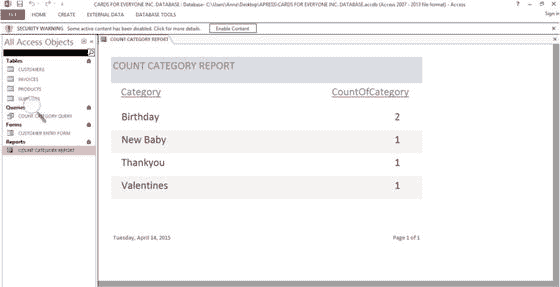 CARDS FOR EVERYONE INC. DATABASE: Database- C:\Users\Anna\Desktop\APRESS-CARDS FOR EVERYONE INC. DATABASE.accdb (Access 2007 - 2013 file format) - Access
FILE HOME CREATE EXTERNAL DATA DATABASE TOOLS Sign in
SECURITY WARNING Some active content has been disabled. Click for more details. Enable Content
All Access Objects
COUNT CATEGORY REPORT
Tables
CUSTOMERS
INVOICES
PRODUCTS
SUPPLIERS
Queries
COUNT CATEGORY QUERY
Forms
CUSTOMER ENTRY FORM
Reports
COUNT CATEGORY REPORT
COUNT CATEGORY REPORT
Category CountOfCategory
Birthday 2
New Baby 1
Thankyou 1
Valentines 1
Tuesday, April 14, 2015 Page 1 of 1